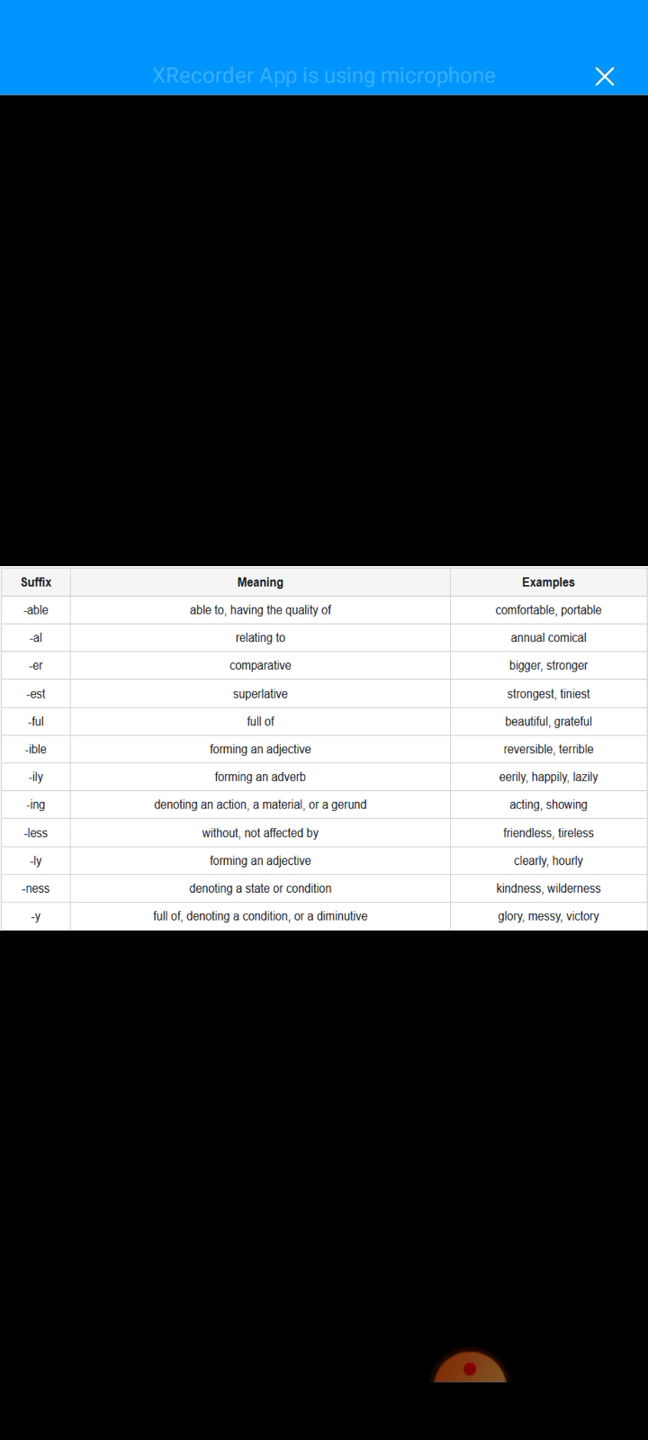 XRecorder App is using microphone
Suffix Meaning Examples
-able able to, having the quality of comfortable, portable
-al relating to annual comical
-er comparative bigger, stronger
-est superlative strongest, tiniest
-ful full of beautiful, grateful
-ible forming an adjective reversible, terrible
-ily forming an adverb eerily, happily, lazily
-ing denoting an action, a material, or a gerund acting, showing
-less without, not affected by friendless, tireless
-ly forming an adjective clearly, hourly
-ness denoting a state or condition kindness, wilderness
-y full of, denoting a condition, or a diminutive glory, messy, victory